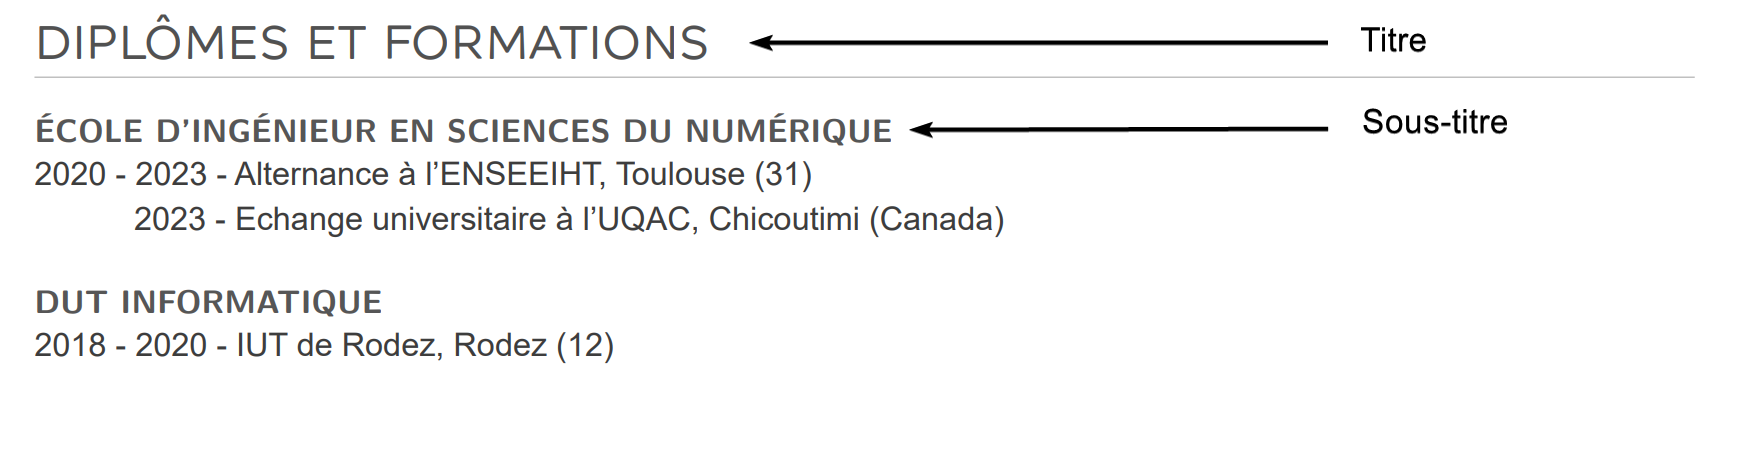 DIPLÔMES ET FORMATIONS
Titre
ÉCOLE D’INGÉNIEUR EN SCIENCES DU NUMÉRIQUE
Sous-titre
2020 - 2023 - Alternance à l’ENSEEIHT, Toulouse (31)
2023 - Echange universitaire à l’UQAC, Chicoutimi (Canada)
DUT INFORMATIQUE
2018 - 2020 - IUT de Rodez, Rodez (12)